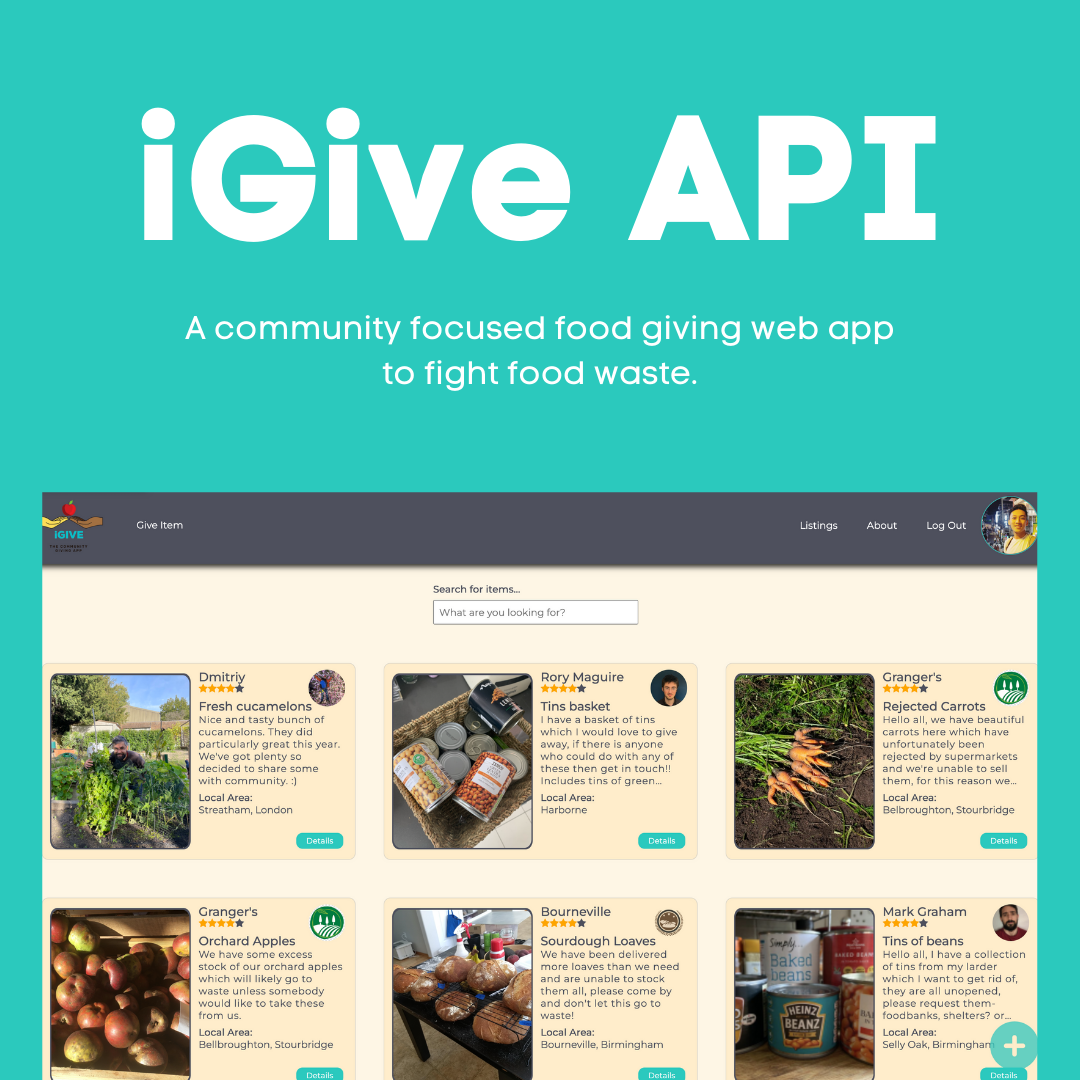 iGive API
A community focused food giving web app
to fight food waste.
iGIVE
THE COMMUNITY
GIVING APP
Give Item
Listings
About
Log Out
Search for items...
What are you looking for?
Dmitriy
Fresh cucamelons
Nice and tasty bunch of
cucamelons. They did
particularly great this year.
We've got plenty so
decided to share some
with community. :)
Local Area:
Streatham, London
Details
Rory Maguire
Tins basket
I have a basket of tins
which I would love to give
away, if there is anyone
who could do with any of
these then get in touch!!
Includes tins of green...
Local Area:
Harborne
Details
Granger's
Rejected Carrots
Hello all, we have beautiful
carrots here which have
unfortunately been
rejected by supermarkets
and we're unable to sell
them, for this reason we...
Local Area:
Belbroughton, Stourbridge
Details
Granger's
Orchard Apples
We have some excess
stock of our orchard apples
which will likely go to
waste unless somebody
would like to take these
from us.
Local Area:
Bellbroughton, Stourbridge
Details
Bourneville
Sourdough Loaves
We have been delivered
more loaves than we need
and are unable to stock
them all, please come by
and don't let this go to
waste!
Local Area:
Bourneville, Birmingham
Details
Simply...
Baked
beans
BAKED BEANS
HEINZ
BEANZ
Mark Graham
Tins of beans
Hello all, I have a collection
of tins from my larder
which I want to get rid of,
they are all unopened,
please request them-
foodbanks, shelters? or...
Local Area:
Selly Oak, Birmingham
+
Details